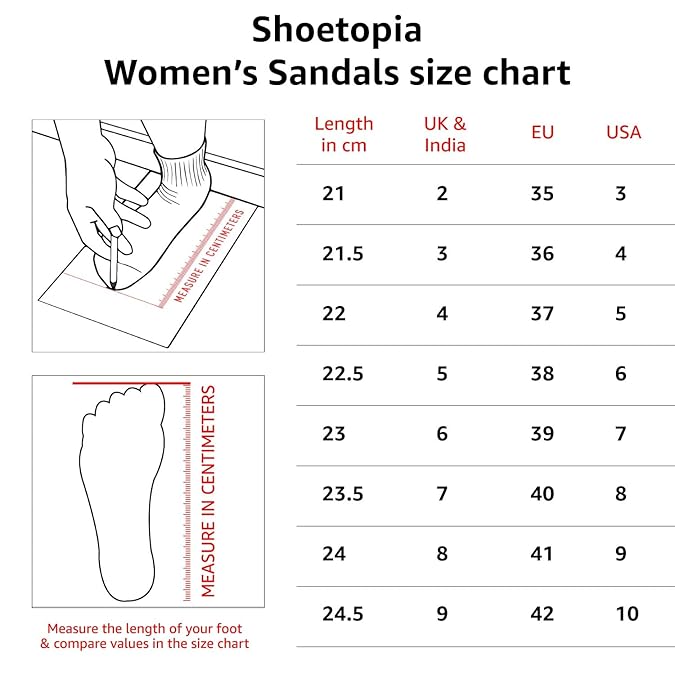 Shoetopia
Women's Sandals size chart
MEASURE IN CENTIMETERS
MEASURE IN CENTIMETERS
Measure the length of your foot
& compare values in the size chart
Length in cm UK & India EU USA
21 2 35 3
21.5 3 36 4
22 4 37 5
22.5 5 38 6
23 6 39 7
23.5 7 40 8
24 8 41 9
24.5 9 42 10